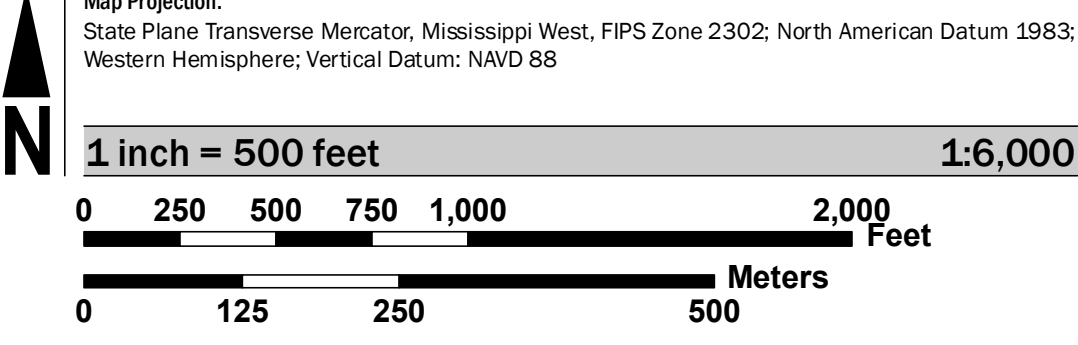 Map Projection:
State Plane Transverse Mercator, Mississippi West, FIPS Zone 2302; North American Datum 1983;
Western Hemisphere; Vertical Datum: NAVD 88
N
1 inch = 500 feet 1:6,000
0 250 500 750 1,000 2,000
Feet
Meters
0 125 250 500